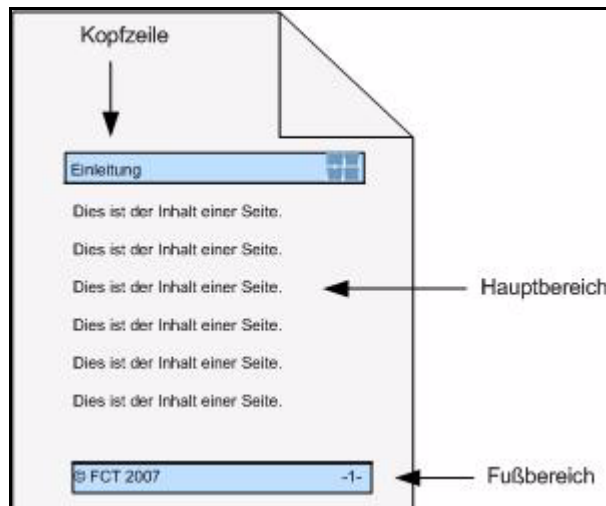 Kopfzeile
Einleitung
Dies ist der Inhalt einer Seite.
Dies ist der Inhalt einer Seite.
Dies ist der Inhalt einer Seite.
Hauptbereich
Dies ist der Inhalt einer Seite.
Dies ist der Inhalt einer Seite.
Dies ist der Inhalt einer Seite.
© FCT 2007 -1-
Fußbereich